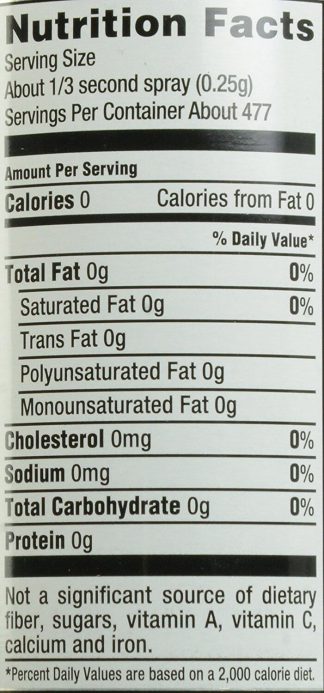 Nutrition Facts
Serving Size
About 1/3 second spray (0.25g)
Servings Per Container About 477
Amount Per Serving
Calories 0 Calories from Fat 0
% Daily Value*
Total Fat 0g 0%
Saturated Fat 0g 0%
Trans Fat 0g
Polyunsaturated Fat 0g
Monounsaturated Fat 0g
Cholesterol 0mg 0%
Sodium 0mg 0%
Total Carbohydrate 0g 0%
Protein 0g
Not a significant source of dietary
fiber, sugars, vitamin A, vitamin C,
calcium and iron.
*Percent Daily Values are based on a 2,000 calorie diet.